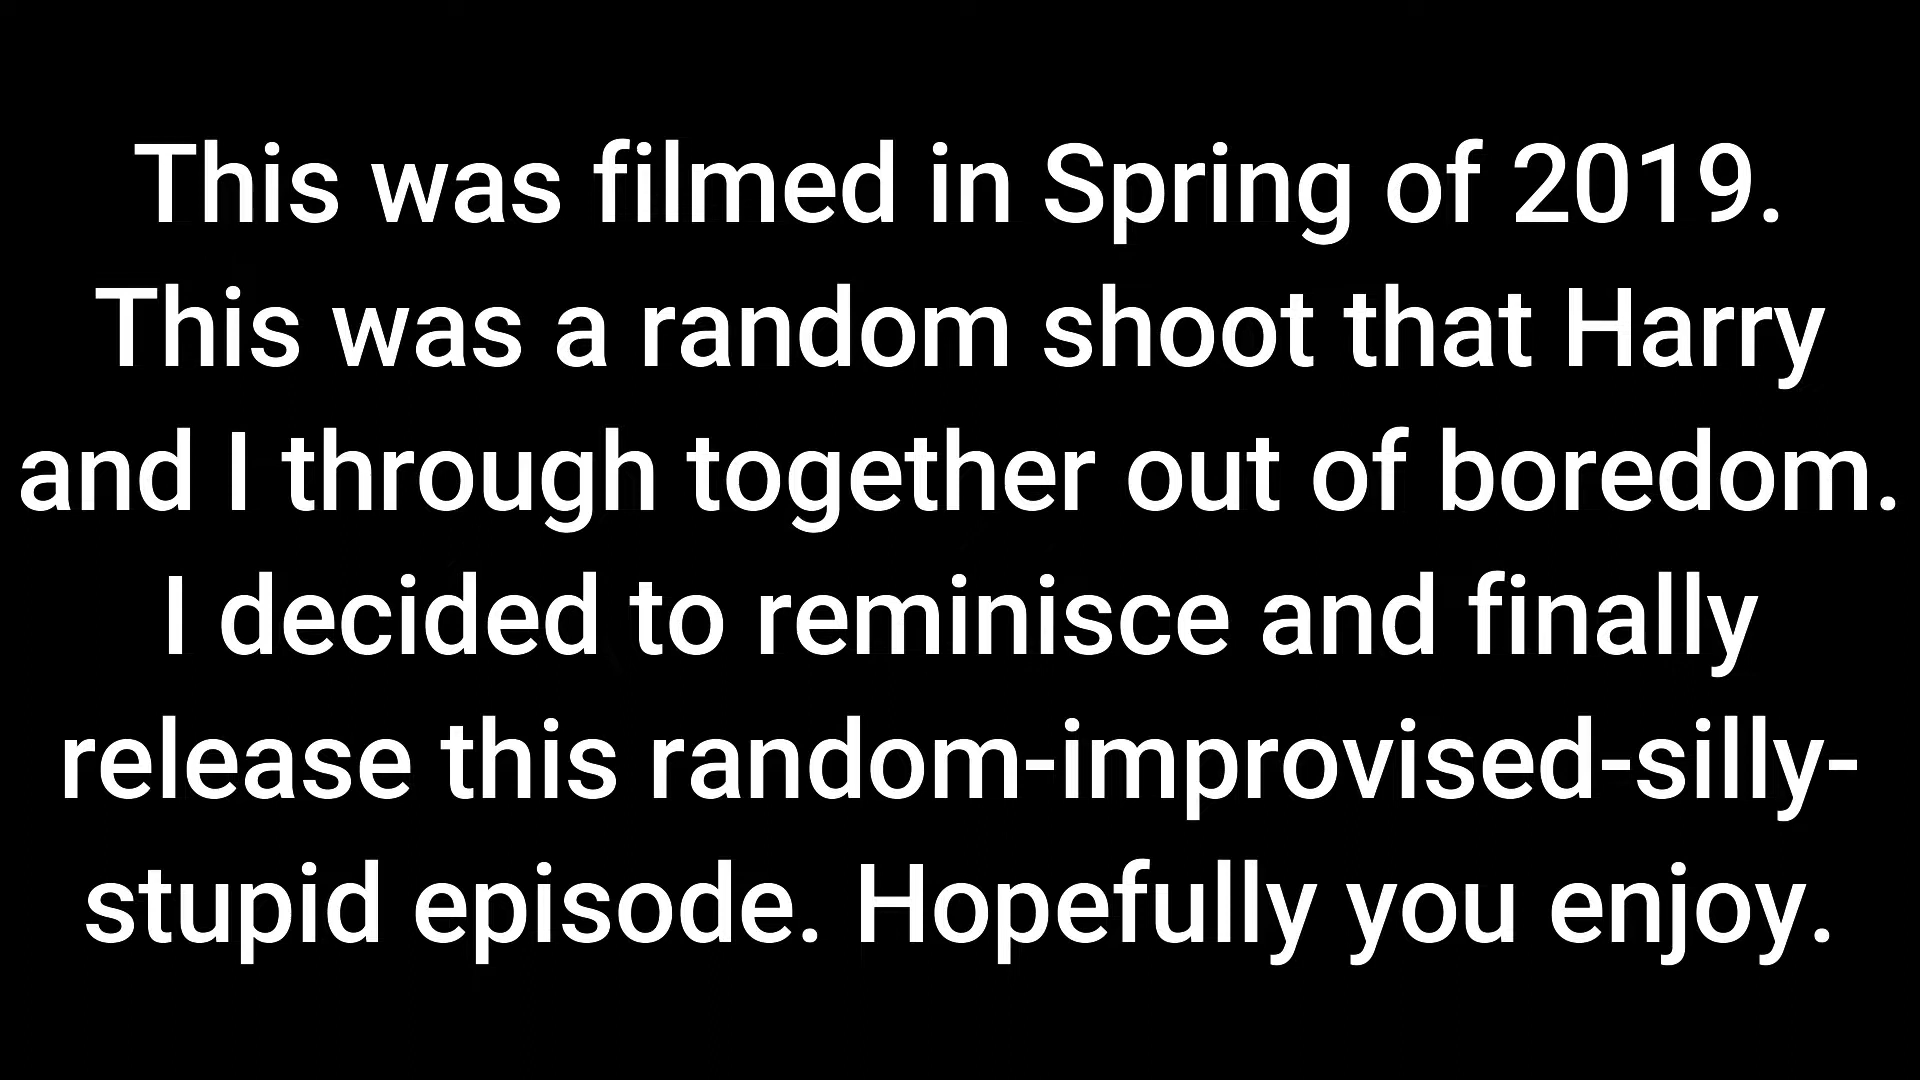 This was filmed in Spring of 2019.
This was a random shoot that Harry
and I through together out of boredom.
I decided to reminisce and finally
release this random-improvised-silly-
stupid episode. Hopefully you enjoy.